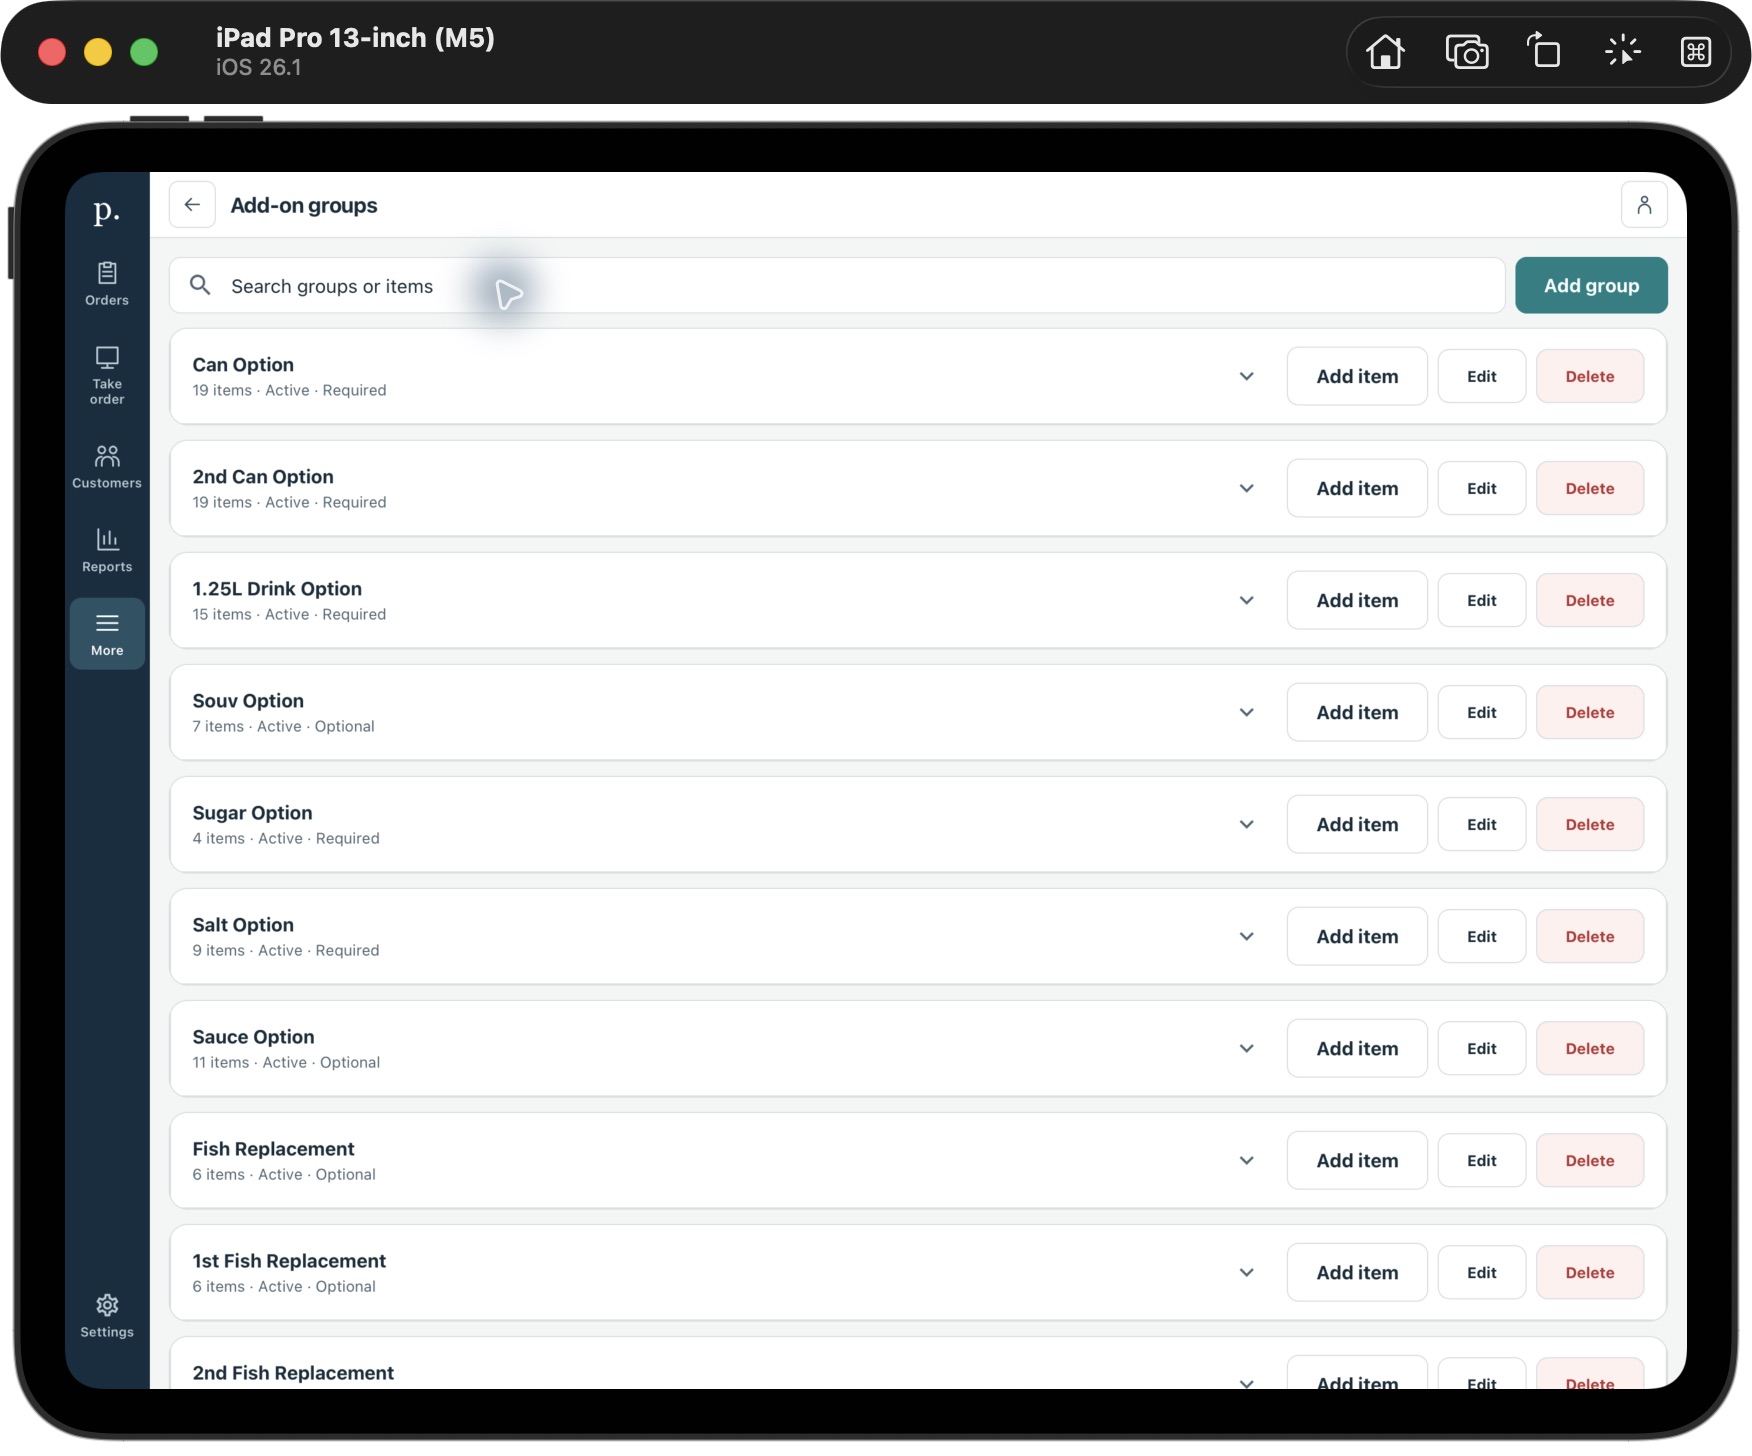 iPad Pro 13-inch (M5)
iOS 26.1
p.
Add-on groups
Orders
Take
order
Customers
Reports
More
Settings
Search groups or items
Add group
Can Option
19 items · Active · Required
Add item Edit Delete
2nd Can Option
19 items · Active · Required
Add item Edit Delete
1.25L Drink Option
15 items · Active · Required
Add item Edit Delete
Souv Option
7 items · Active · Optional
Add item Edit Delete
Sugar Option
4 items · Active · Required
Add item Edit Delete
Salt Option
9 items · Active · Required
Add item Edit Delete
Sauce Option
11 items · Active · Optional
Add item Edit Delete
Fish Replacement
6 items · Active · Optional
Add item Edit Delete
1st Fish Replacement
6 items · Active · Optional
Add item Edit Delete
2nd Fish Replacement
Add item Edit Delete